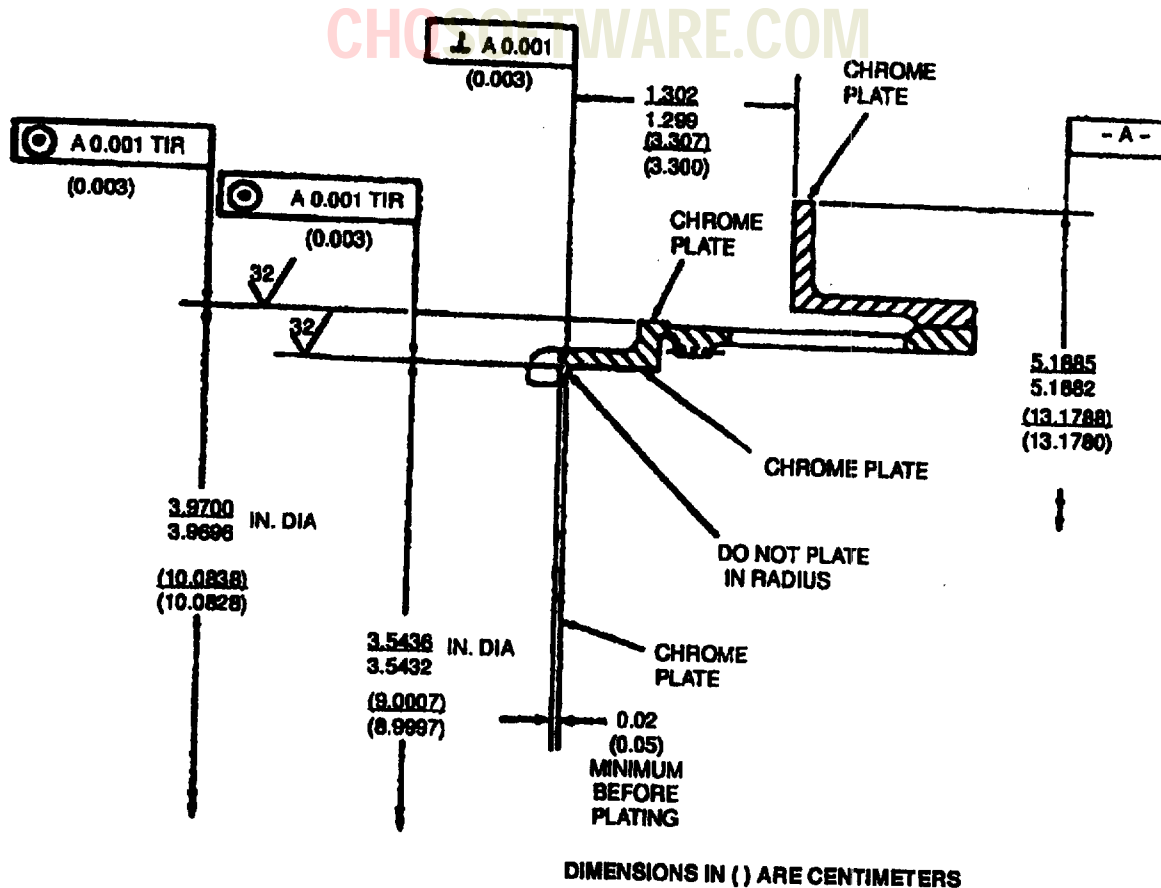 CHQSOFTWARE.COM
⊥ A 0.001
(0.003)
1.302
1.299
(3.307)
(3.300)
CHROME
PLATE
- A -
◎ A 0.001 TIR
(0.003)
◎ A 0.001 TIR
(0.003)
CHROME
PLATE
32
32
5.1885
5.1882
(13.1788)
(13.1780)
CHROME PLATE
3.9700
3.9696
IN. DIA
(10.0838)
(10.0828)
DO NOT PLATE
IN RADIUS
3.5436
3.5432
IN. DIA
(9.0007)
(8.9997)
CHROME
PLATE
0.02
(0.05)
MINIMUM
BEFORE
PLATING
DIMENSIONS IN ( ) ARE CENTIMETERS